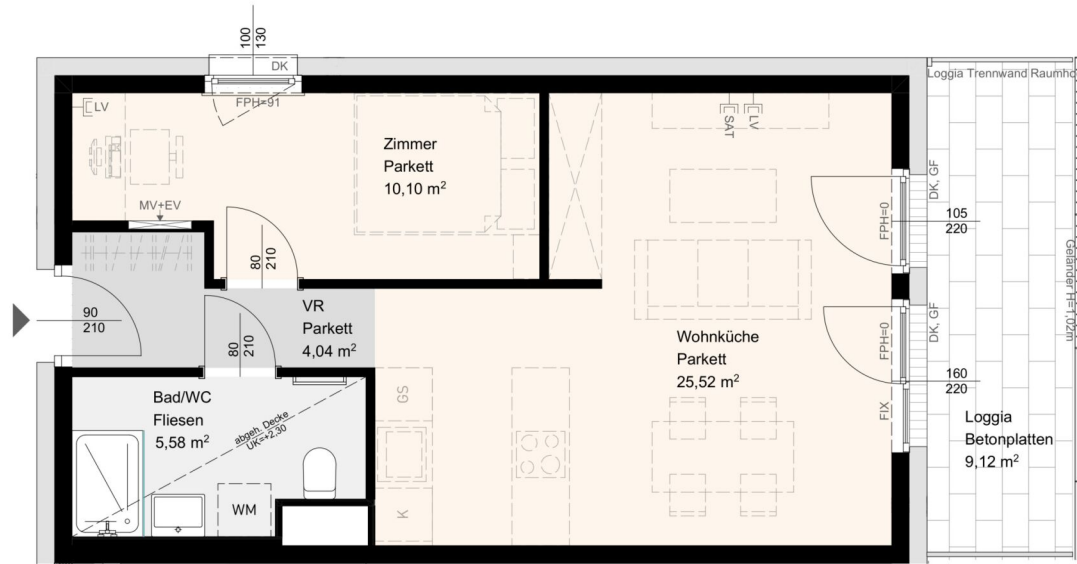 100
130
DK
FPH=91
LV
MV+EV
Zimmer
Parkett
10,10 m²
80
210
90
210
VR
Parkett
4,04 m²
80
210
Bad/WC
Fliesen
5,58 m²
abgeh. Decke
UK=+2,30
WM
GS
K
SAT
LV
Wohnküche
Parkett
25,52 m²
FPH=0
DK, GF
105
220
FPH=0
DK, GF
160
220
FIX
Loggia Trennwand Raumho
Geländer H=1,02m
Loggia
Betonplatten
9,12 m²